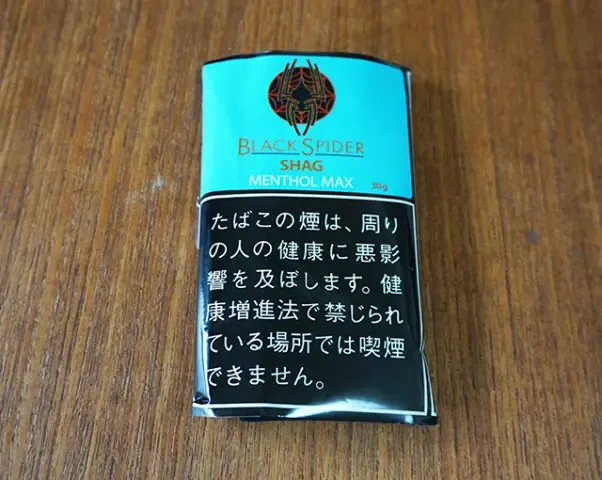 BLACK SPIDER
SHAG
MENTHOL MAX 30g
たばこの煙は、周り
の人の健康に悪影
響を及ぼします。健
康増進法で禁じられ
ている場所では喫煙
できません。